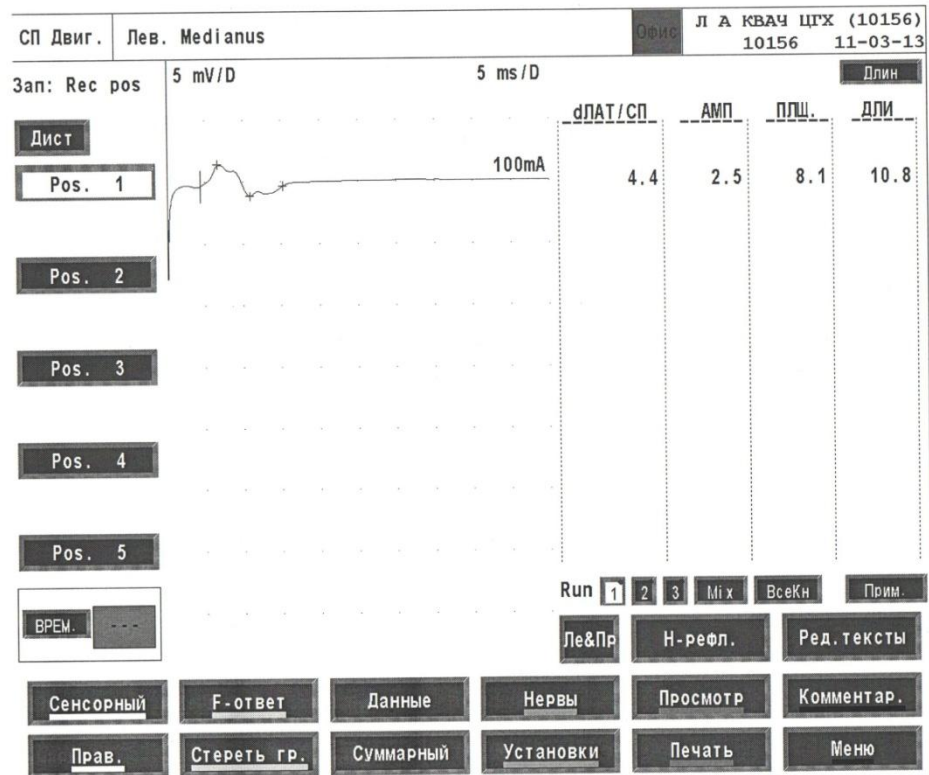 СП Двиг. Лев. Medianus Офис Л А КВАЧ ЦГХ (10156)
10156 11-03-13
Зап: Rec pos 5 mV/D 5 ms/D Длин
dЛАТ/СП АМП ПЛЩ. ДЛИ
Дист
Pos. 1 100mA 4.4 2.5 8.1 10.8
Pos. 2
Pos. 3
Pos. 4
Pos. 5
Run 1 2 3 Mix ВсеКн Прим.
ВРЕМ. ---
Ле&Пр Н-рефл. Ред.тексты
Сенсорный F-ответ Данные Нервы Просмотр Комментар.
Прав. Стереть гр. Суммарный Установки Печать Меню